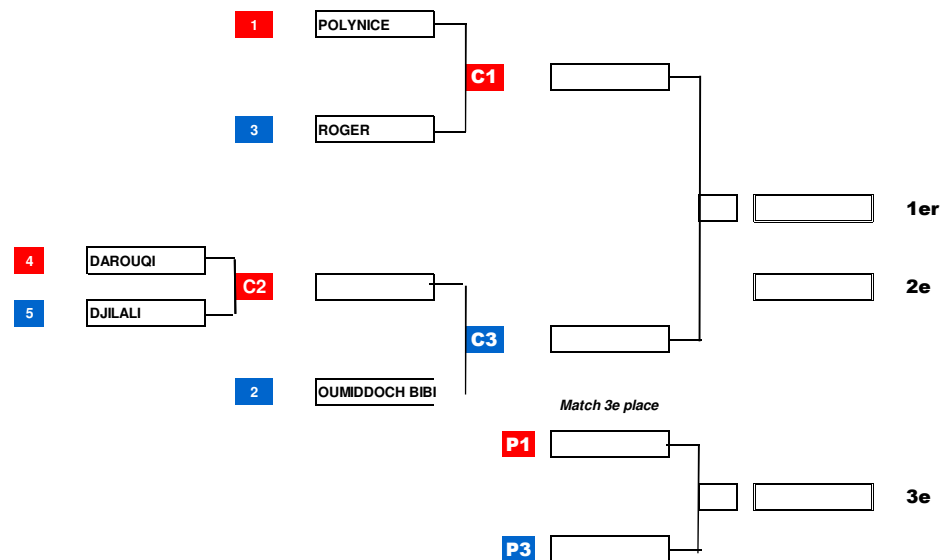 1 POLYNICE
C1
3 ROGER
1er
4 DAROUQI
C2
2e
5 DJILALI
C3
2 OUMIDDOCH BIBI
Match 3e place
P1
3e
P3